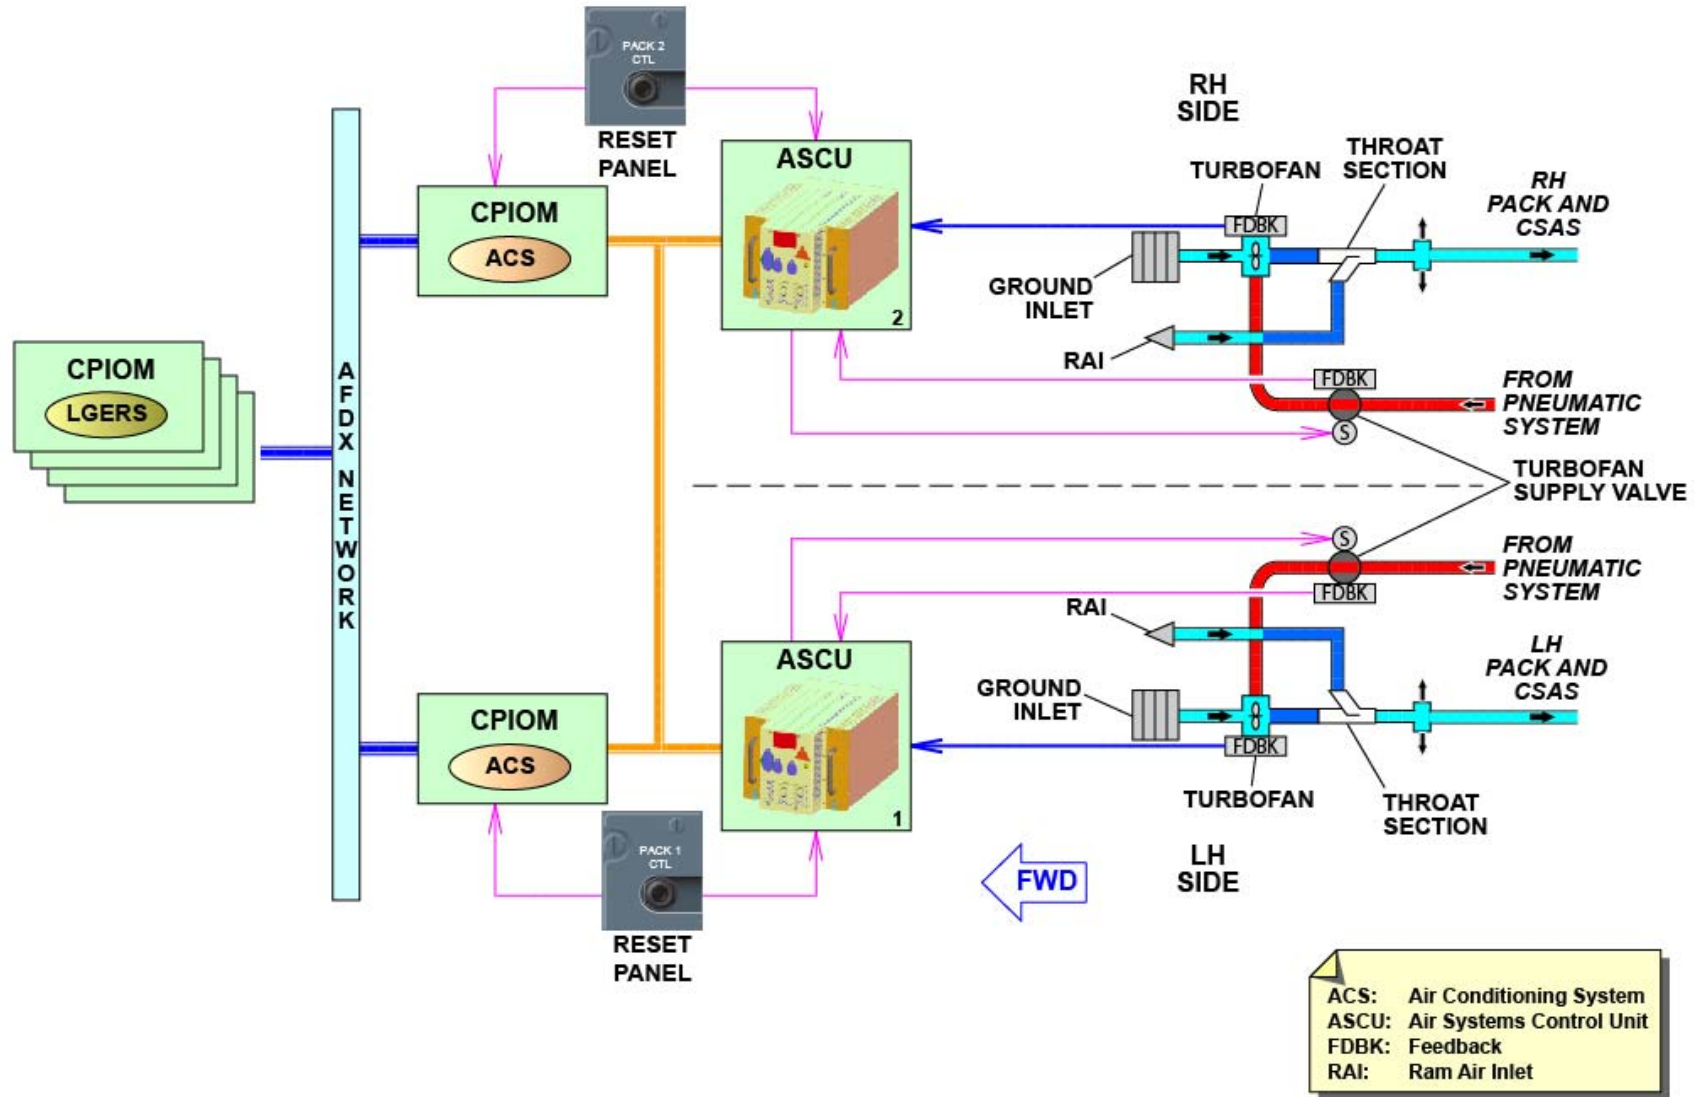 PACK 2
CTL
RESET
PANEL
RH
SIDE
CPIOM
ACS
ASCU
2
TURBOFAN
THROAT
SECTION
FDBK
RH
PACK AND
CSAS
GROUND
INLET
RAI
FDBK
S
FROM
PNEUMATIC
SYSTEM
CPIOM
LGERS
AFDX NETWORK
TURBOFAN
SUPPLY VALVE
S
FDBK
FROM
PNEUMATIC
SYSTEM
RAI
CPIOM
ACS
ASCU
1
GROUND
INLET
FDBK
LH
PACK AND
CSAS
TURBOFAN
THROAT
SECTION
PACK 1
CTL
RESET
PANEL
FWD
LH
SIDE
ACS: Air Conditioning System
ASCU: Air Systems Control Unit
FDBK: Feedback
RAI: Ram Air Inlet